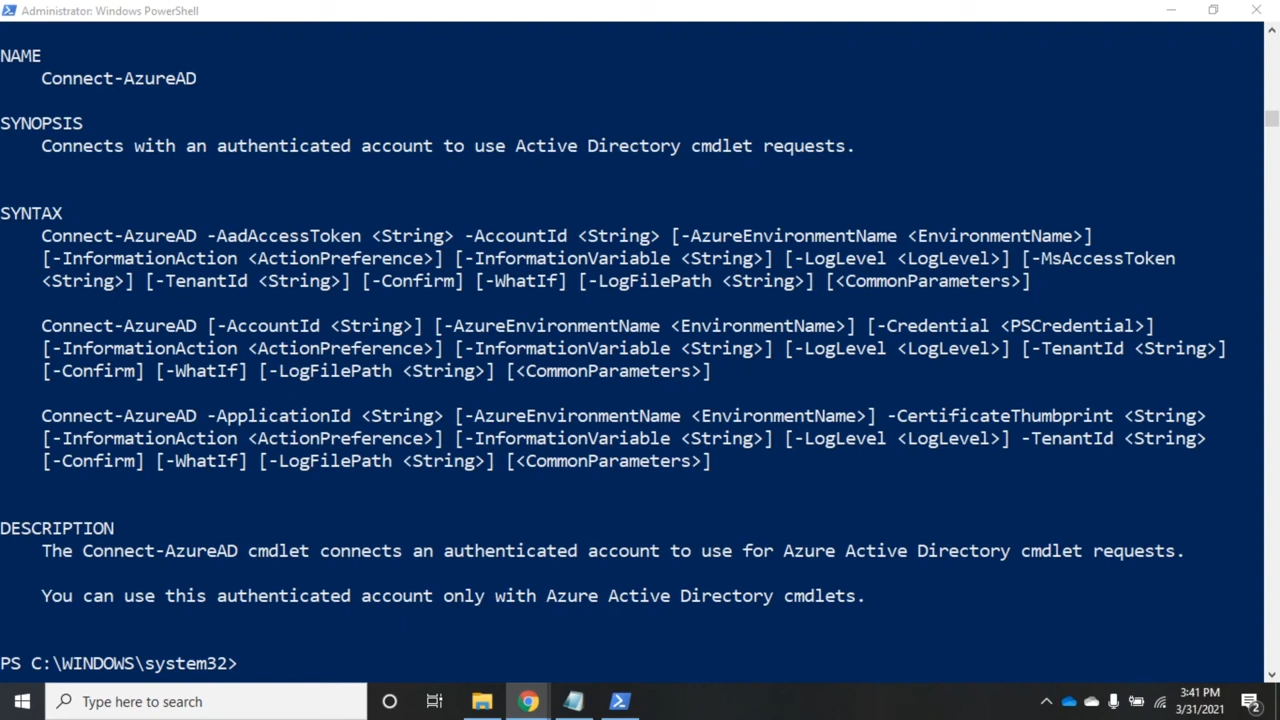 Administrator: Windows PowerShell
NAME
Connect-AzureAD
SYNOPSIS
Connects with an authenticated account to use Active Directory cmdlet requests.
SYNTAX
Connect-AzureAD -AadAccessToken <String> -AccountId <String> [-AzureEnvironmentName <EnvironmentName>]
[-InformationAction <ActionPreference>] [-InformationVariable <String>] [-LogLevel <LogLevel>] [-MsAccessToken
<String>] [-TenantId <String>] [-Confirm] [-WhatIf] [-LogFilePath <String>] [<CommonParameters>]
Connect-AzureAD [-AccountId <String>] [-AzureEnvironmentName <EnvironmentName>] [-Credential <PSCredential>]
[-InformationAction <ActionPreference>] [-InformationVariable <String>] [-LogLevel <LogLevel>] [-TenantId <String>]
[-Confirm] [-WhatIf] [-LogFilePath <String>] [<CommonParameters>]
Connect-AzureAD -ApplicationId <String> [-AzureEnvironmentName <EnvironmentName>] -CertificateThumbprint <String>
[-InformationAction <ActionPreference>] [-InformationVariable <String>] [-LogLevel <LogLevel>] -TenantId <String>
[-Confirm] [-WhatIf] [-LogFilePath <String>] [<CommonParameters>]
DESCRIPTION
The Connect-AzureAD cmdlet connects an authenticated account to use for Azure Active Directory cmdlet requests.
You can use this authenticated account only with Azure Active Directory cmdlets.
PS C:\WINDOWS\system32>
Type here to search
3:41 PM
3/31/2021
2